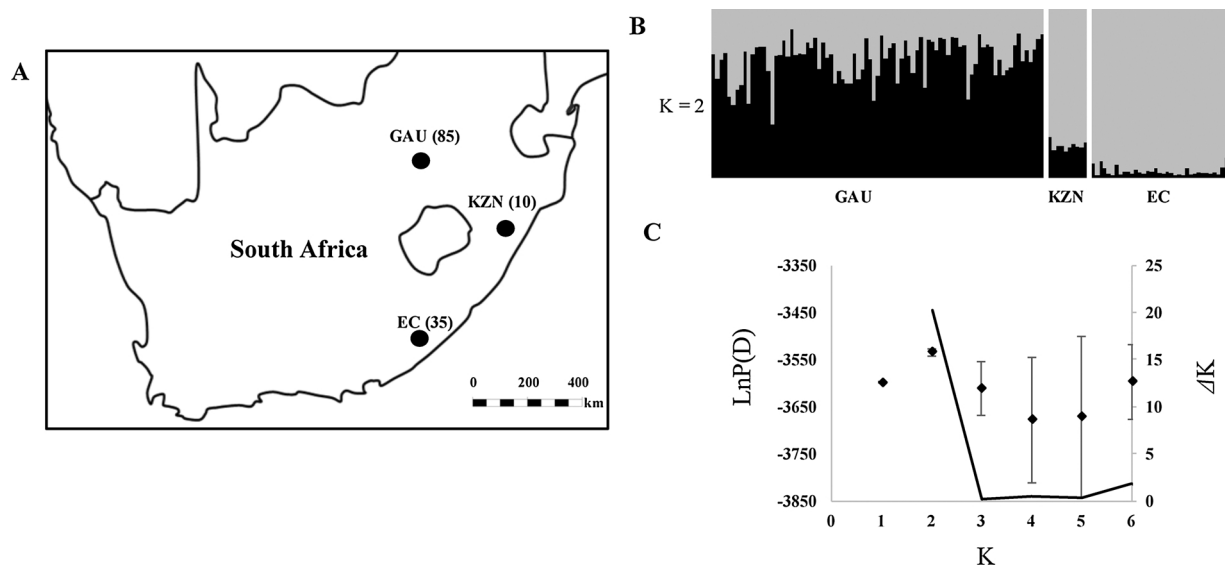 A
GAU (85)
KZN (10)
South Africa
EC (35)
0 200 400
km
B
K = 2
GAU KZN EC
C
-3350
-3450
-3550
-3650
-3750
-3850
LnP(D)
25
20
15
10
5
0
ΔK
0 1 2 3 4 5 6
K